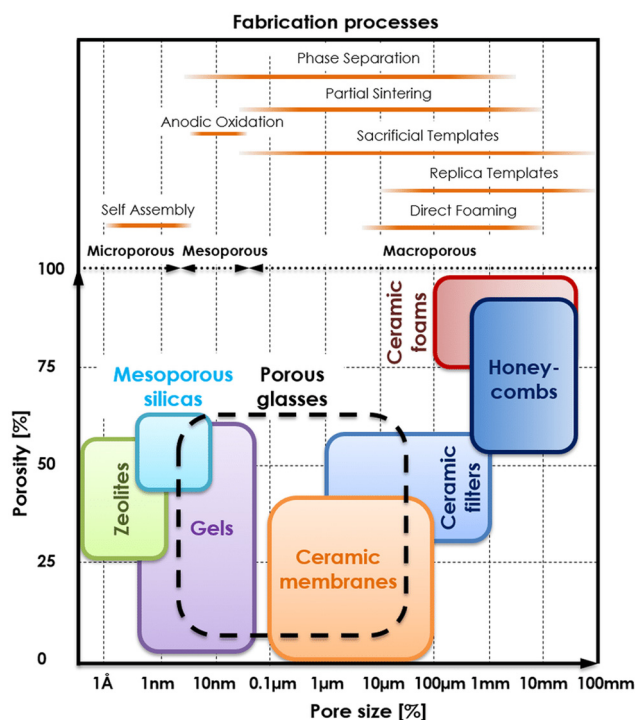 Fabrication processes
Phase Separation
Partial Sintering
Anodic Oxidation
Sacrificial Templates
Replica Templates
Self Assembly
Direct Foaming
Microporous
Mesoporous
Macroporous
100
75
50
25
0
Porosity [%]
Ceramic
foams
Honey-
combs
Mesoporous
silicas
Porous
glasses
Zeolites
Gels
Ceramic
filters
Ceramic
membranes
1Å
1nm
10nm
0.1μm
1μm
10μm
100μm
1mm
10mm
100mm
Pore size [%]